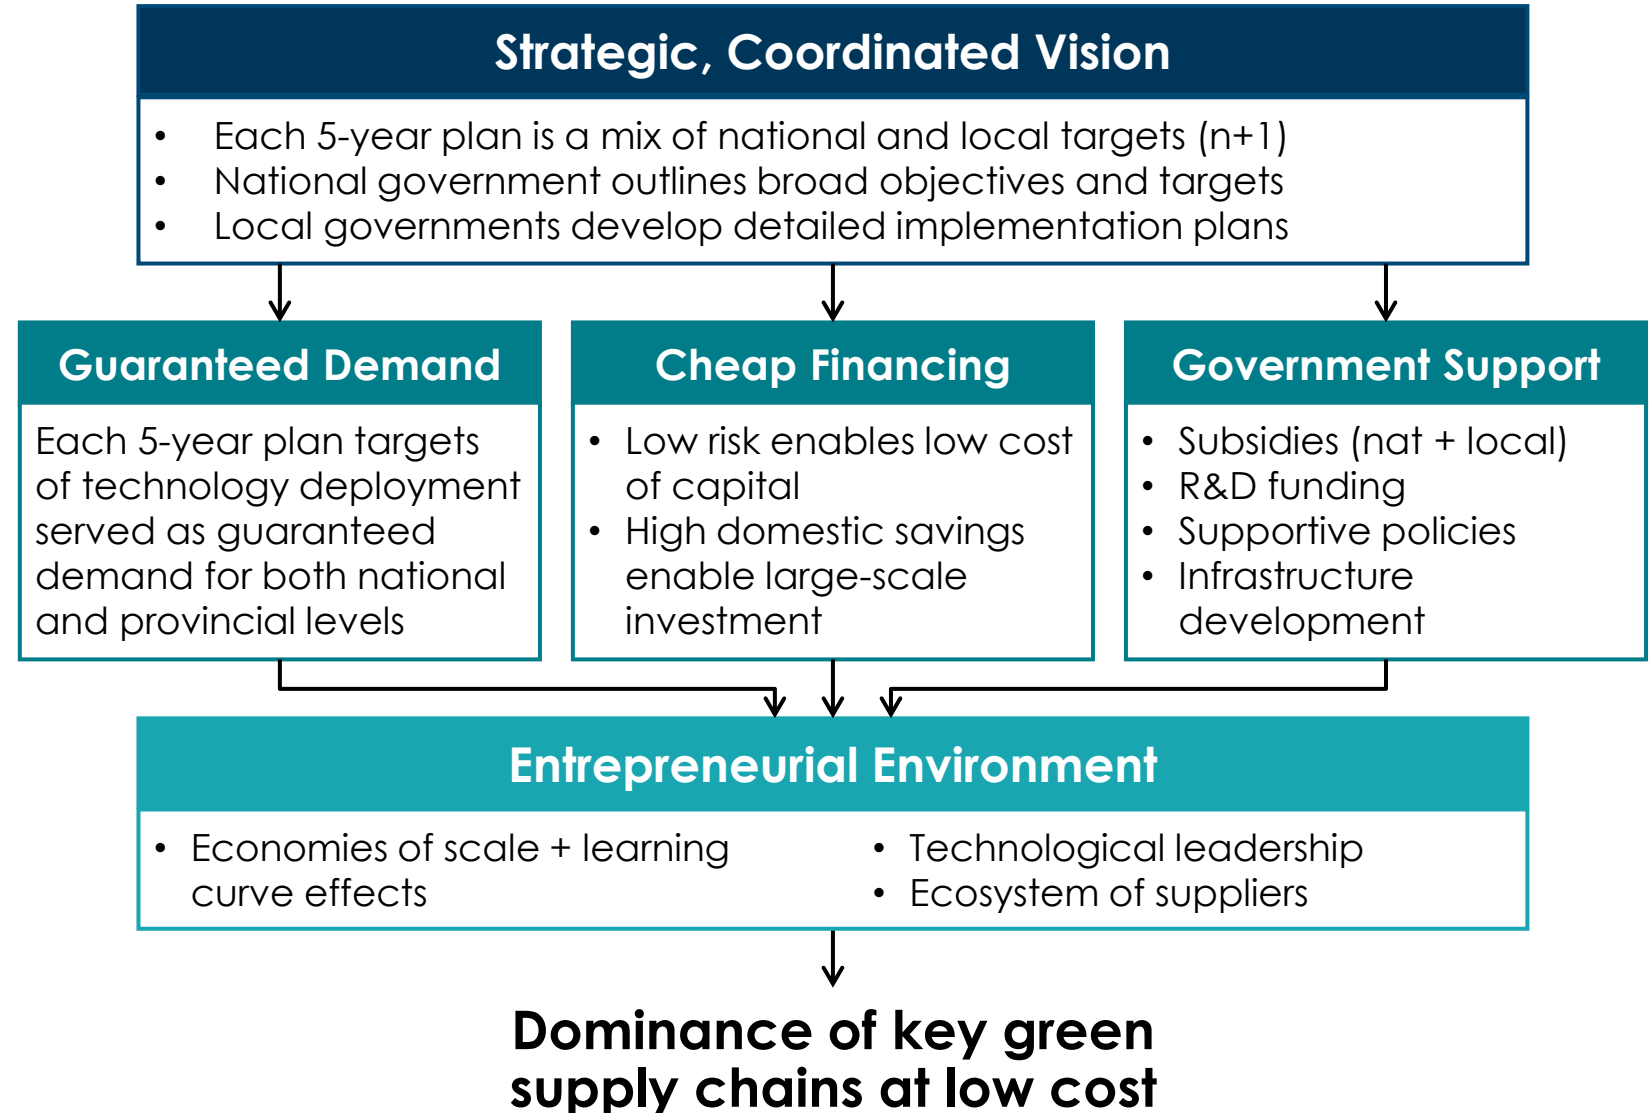 Strategic, Coordinated Vision
• Each 5-year plan is a mix of national and local targets (n+1)
• National government outlines broad objectives and targets
• Local governments develop detailed implementation plans
Guaranteed Demand
Each 5-year plan targets
of technology deployment
served as guaranteed
demand for both national
and provincial levels
Cheap Financing
• Low risk enables low cost
of capital
• High domestic savings
enable large-scale
investment
Government Support
• Subsidies (nat + local)
• R&D funding
• Supportive policies
• Infrastructure
development
Entrepreneurial Environment
• Economies of scale + learning
curve effects
• Technological leadership
• Ecosystem of suppliers
Dominance of key green
supply chains at low cost